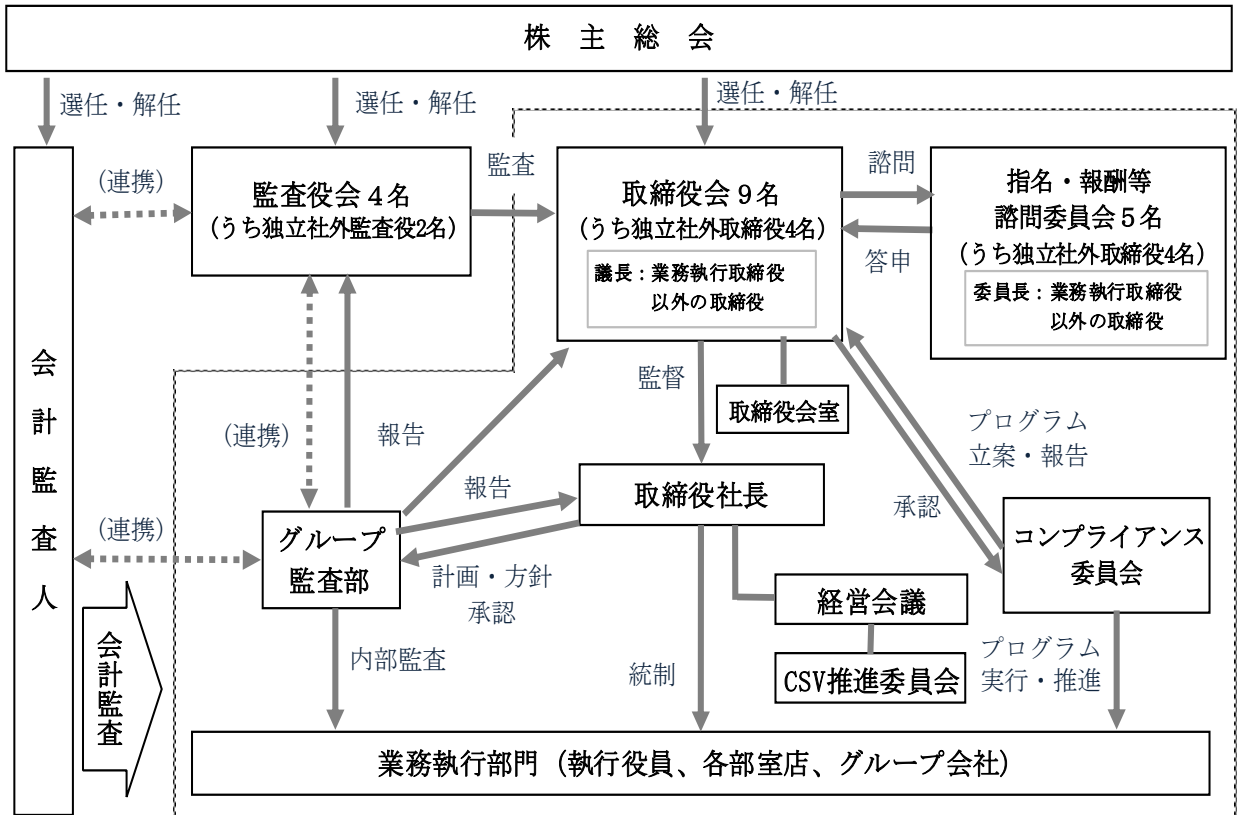 株 主 総 会
選任・解任
選任・解任
選任・解任
監査役会４名
(うち独立社外監査役2名)
監査
取締役会９名
(うち独立社外取締役4名)
議長：業務執行取締役
以外の取締役
諮問
答申
指名・報酬等
諮問委員会５名
(うち独立社外取締役4名)
委員長：業務執行取締役
以外の取締役
(連携)
会計監査人
(連携)
報告
監督
取締役会室
プログラム
立案・報告
承認
報告
取締役社長
(連携)
グループ
監査部
計画・方針
承認
コンプライアンス
委員会
経営会議
CSV推進委員会
会計監査
内部監査
統制
プログラム
実行・推進
業務執行部門（執行役員、各部室店、グループ会社）